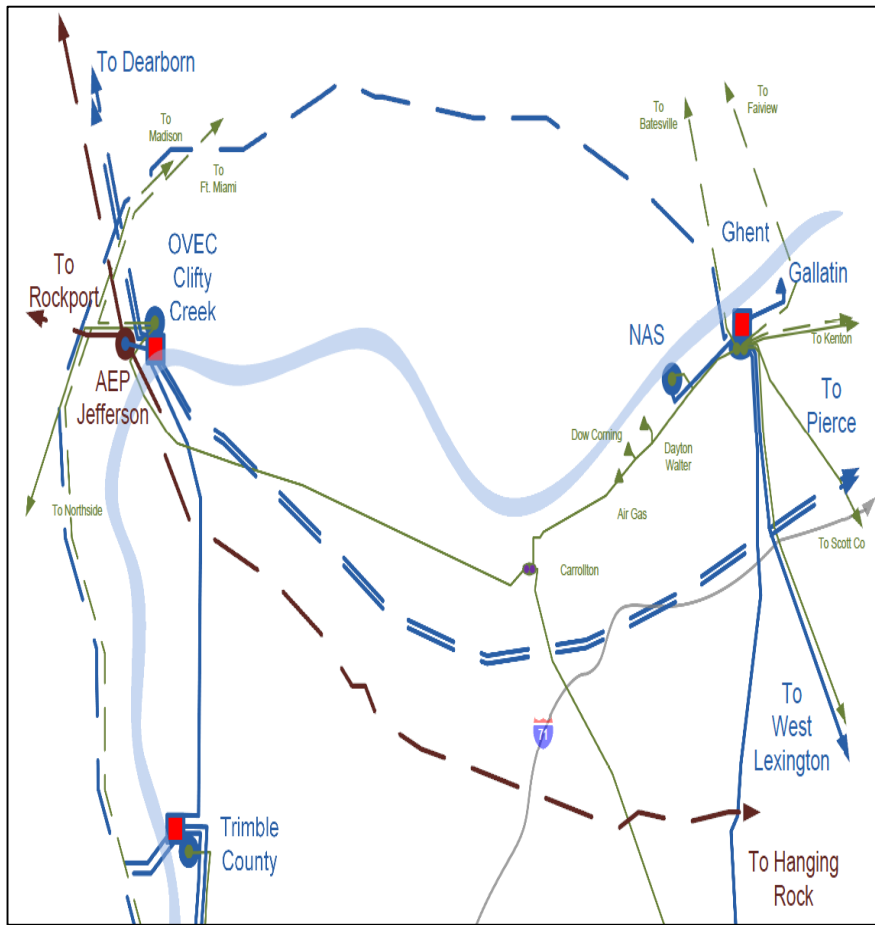 To Dearborn
To
Madison
To
Ft. Miami
To
Batesville
To
Faiview
OVEC
Clifty
Creek
To
Rockport
AEP
Jefferson
Ghent
Gallatin
NAS
To Kenton
To
Pierce
Dow Corning
Dayton
Walter
Air Gas
To Northside
To Scott Co
Carrollton
71
To
West
Lexington
Trimble
County
To Hanging
Rock